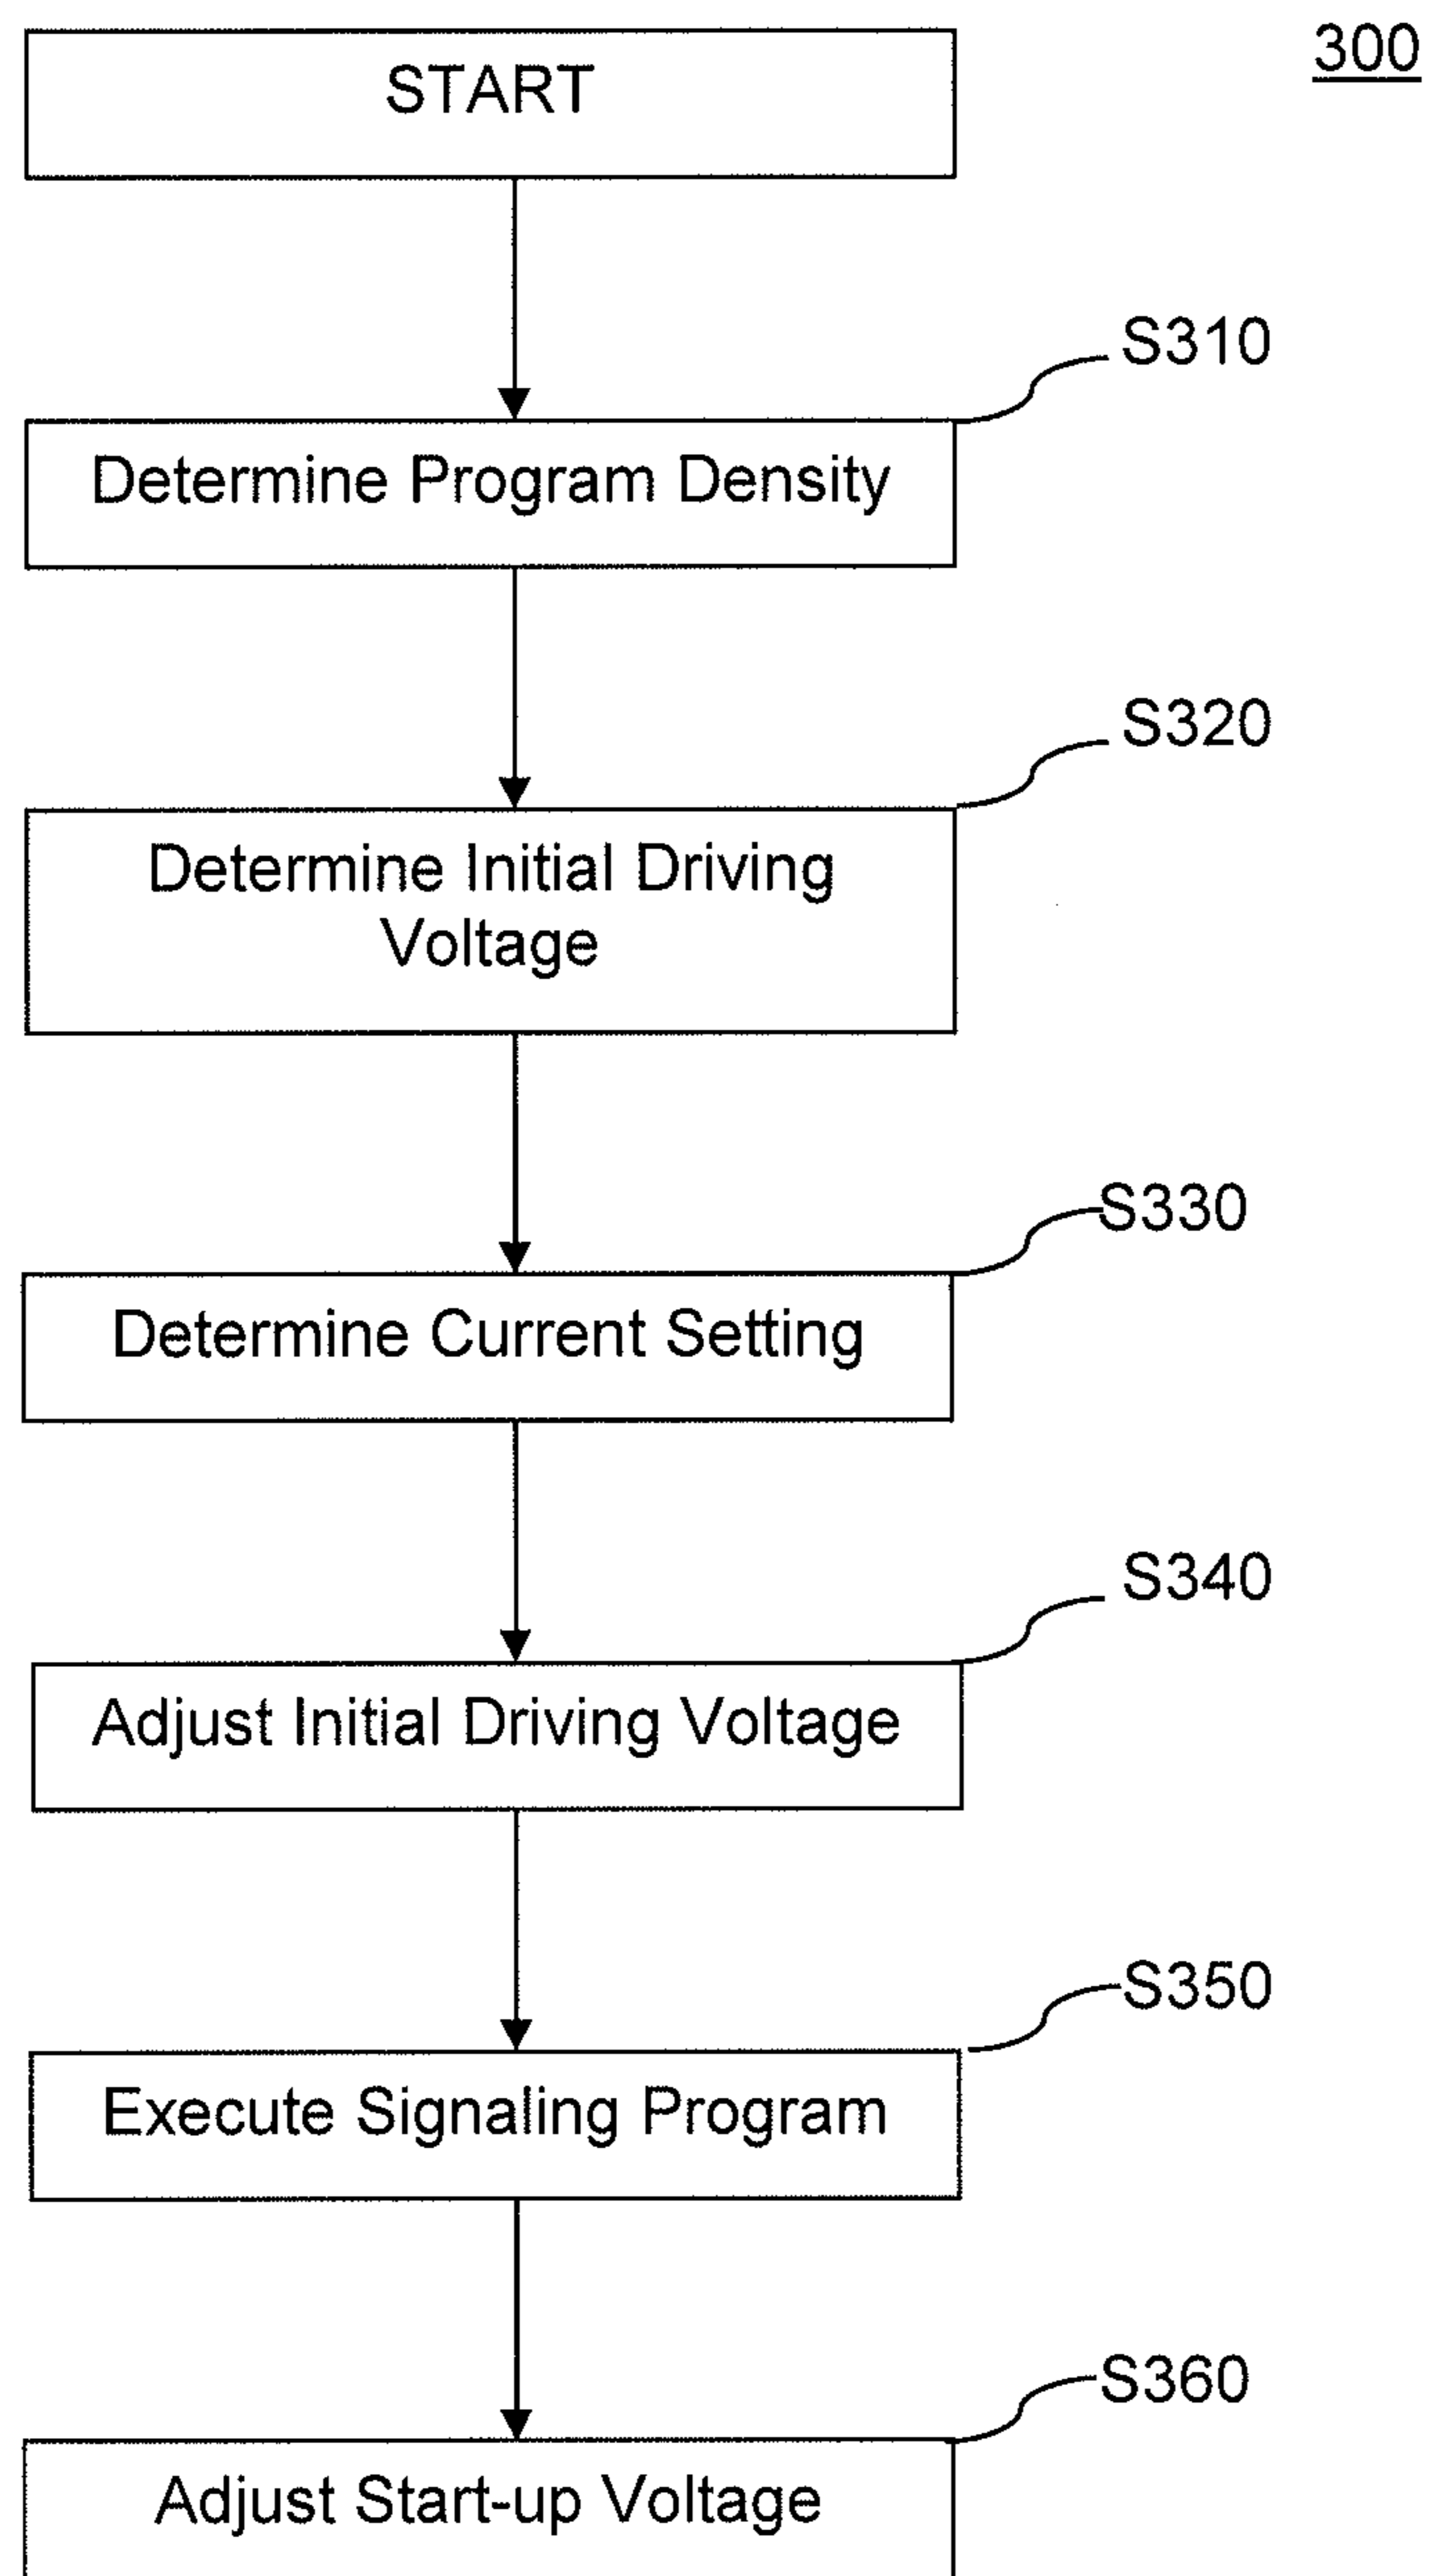 300
START
S310
Determine Program Density
S320
Determine Initial Driving
Voltage
S330
Determine Current Setting
S340
Adjust Initial Driving Voltage
S350
Execute Signaling Program
S360
Adjust Start-up Voltage